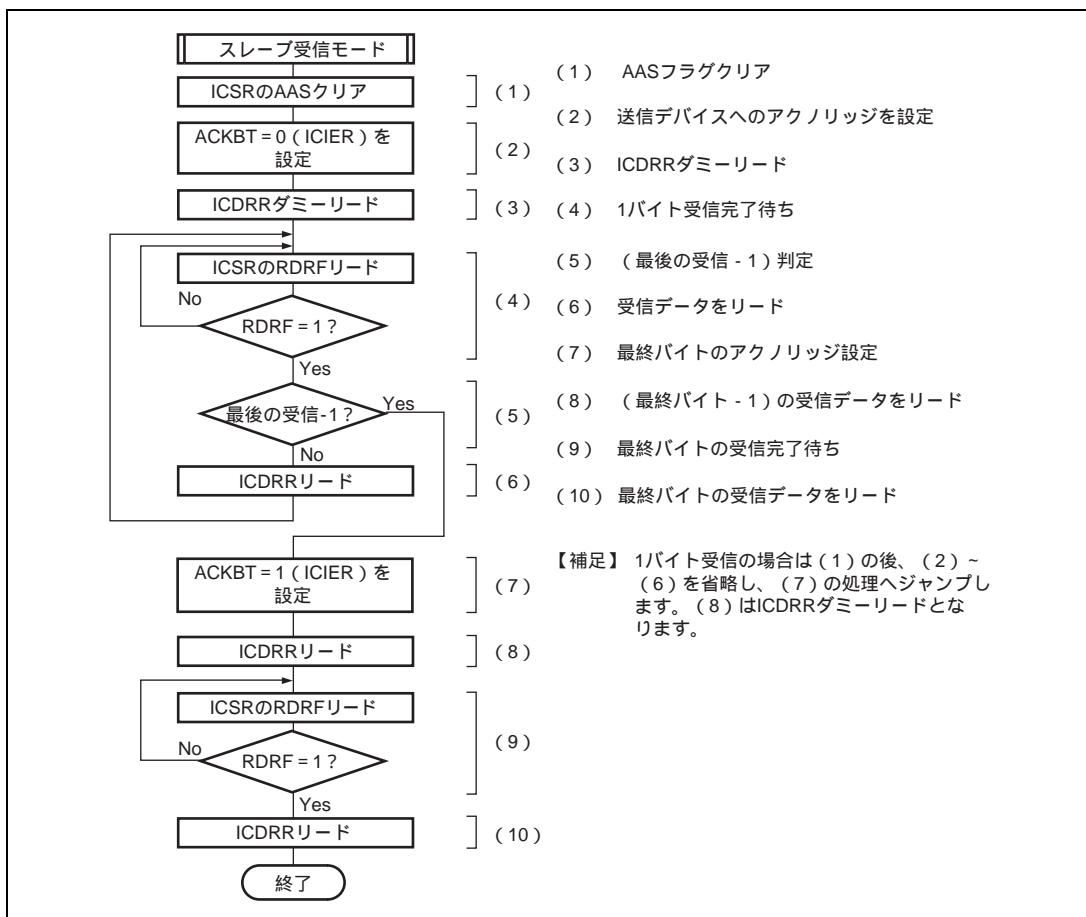 スレーブ受信モード
ICSRのAASクリア
(1)
ACKBT = 0(ICIER)を
設定
(2)
ICDRRダミーリード
(3)
ICSRのRDRFリード
No
RDRF = 1?
(4)
Yes
最後の受信-1?
Yes
(5)
No
ICDRRリード
(6)
ACKBT = 1(ICIER)を
設定
(7)
ICDRRリード
(8)
ICSRのRDRFリード
No
RDRF = 1?
(9)
Yes
ICDRRリード
(10)
終了
(1) AASフラグクリア
(2) 送信デバイスへのアクノリッジを設定
(3) ICDRRダミーリード
(4) 1バイト受信完了待ち
(5) (最後の受信 - 1)判定
(6) 受信データをリード
(7) 最終バイトのアクノリッジ設定
(8) (最終バイト - 1)の受信データをリード
(9) 最終バイトの受信完了待ち
(10) 最終バイトの受信データをリード
【補足】 1バイト受信の場合は(1)の後、(2)~
(6)を省略し、(7)の処理へジャンプし
ます。(8)はICDRRダミーリードとな
ります。